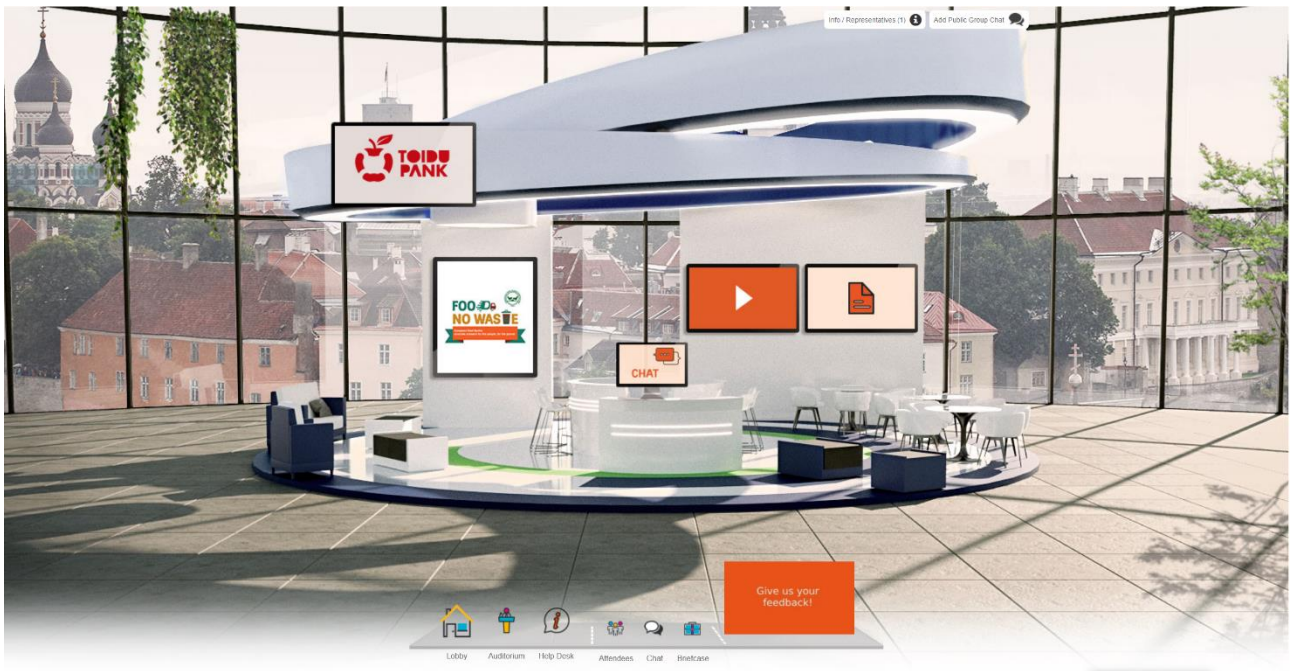 Info / Representatives (1)
Add Public Group Chat
TOIDU
PANK
FOOD
NO WASTE
CHAT
Give us your
feedback!
Lobby
Auditorium
Help Desk
Attendees
Chat
Briefcase